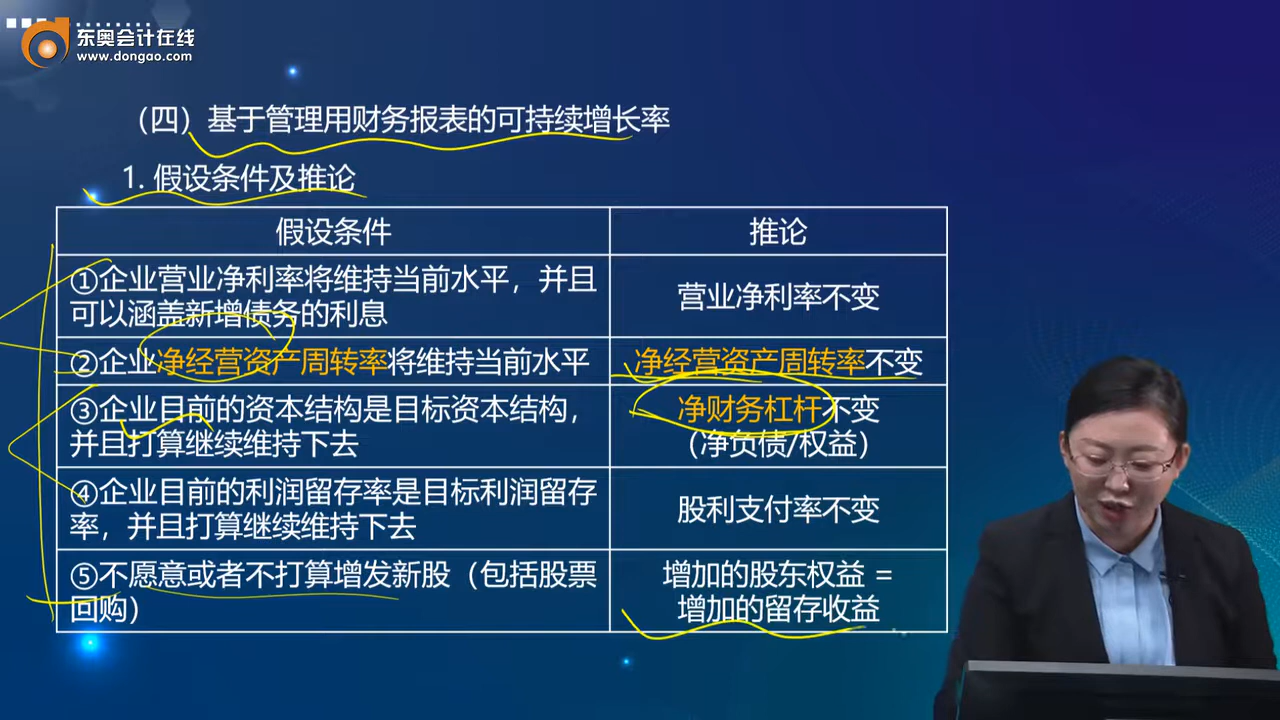 东奥会计在线
www.dongao.com
（四）基于管理用财务报表的可持续增长率
1. 假设条件及推论
假设条件
推论
①企业营业净利率将维持当前水平，并且
可以涵盖新增债务的利息
营业净利率不变
②企业净经营资产周转率将维持当前水平
净经营资产周转率不变
③企业目前的资本结构是目标资本结构，
并且打算继续维持下去
净财务杠杆不变
（净负债/权益）
④企业目前的利润留存率是目标利润留存
率，并且打算继续维持下去
股利支付率不变
⑤不愿意或者不打算增发新股（包括股票
回购）
增加的股东权益 =
增加的留存收益